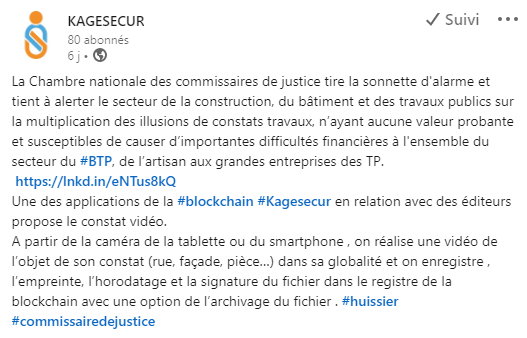 KAGESECUR
Suivi
80 abonnés
6 j •
La Chambre nationale des commissaires de justice tire la sonnette d'alarme et
tient à alerter le secteur de la construction, du bâtiment et des travaux publics sur
la multiplication des illusions de constats travaux, n'ayant aucune valeur probante
et susceptibles de causer d'importantes difficultés financières à l'ensemble du
secteur du #BTP, de l'artisan aux grandes entreprises des TP.
https://lnkd.in/eNTus8kQ
Une des applications de la #blockchain #Kagesecur en relation avec des éditeurs
propose le constat vidéo.
A partir de la caméra de la tablette ou du smartphone , on réalise une vidéo de
l'objet de son constat (rue, façade, pièce...) dans sa globalité et on enregistre ,
l'empreinte, l'horodatage et la signature du fichier dans le registre de la
blockchain avec une option de l'archivage du fichier . #huissier
#commissairedejustice